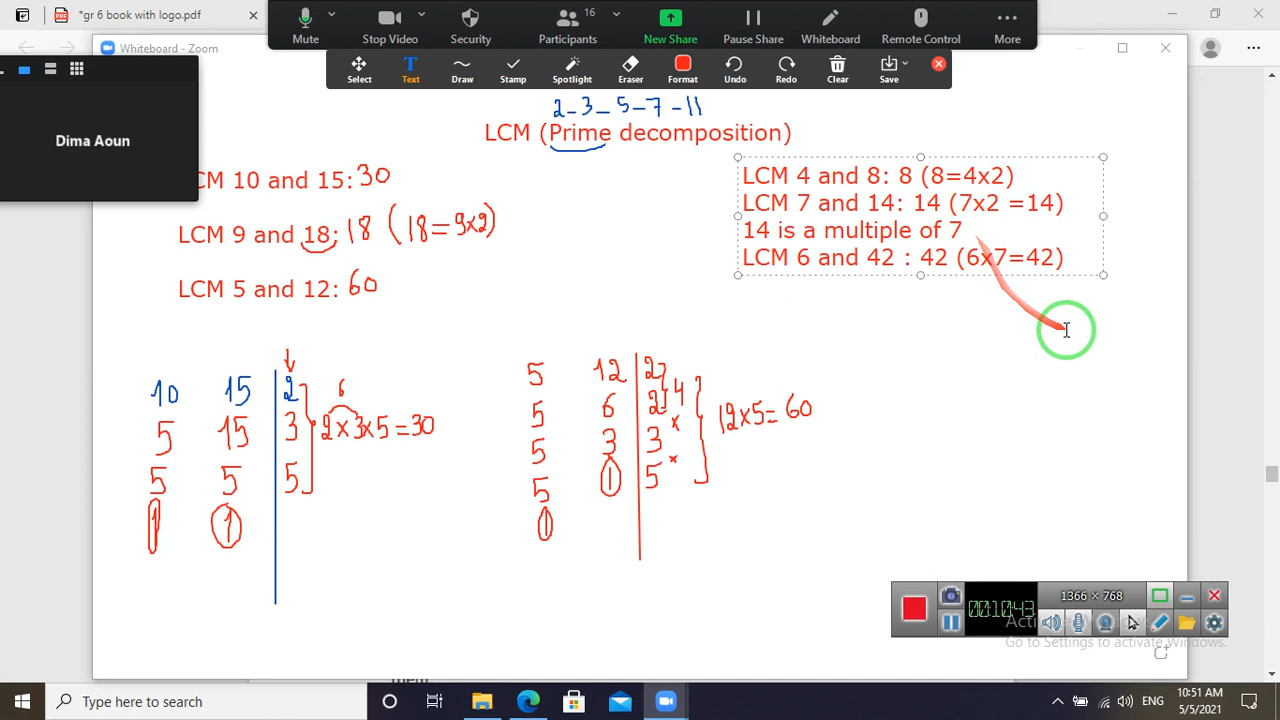 *gr 6 book with logo.pdf
Mute
Stop Video
Security
16
Participants
New Share
Pause Share
Whiteboard
Remote Control
More
Whiteboard - Zoom
Select
Text
Draw
Stamp
Spotlight
Eraser
Format
Undo
Redo
Clear
Save
Dima Aoun
2-3-5-7-11
LCM (Prime decomposition)
CM 10 and 15: 30
LCM 9 and 18: 18 (18=9x2)
LCM 5 and 12: 60
LCM 4 and 8: 8 (8=4x2)
LCM 7 and 14: 14 (7x2 =14)
14 is a multiple of 7
LCM 6 and 42 : 42 (6x7=42)
10 15 2
5 15 3
5 5 5
1 1
6
2x3x5=30
5 12 2
5 6 2
5 3 3
5 1 5
1
4
x
x
12x5=60
1366 × 768
00:10:43
Go to Settings to activate Windows.
Type here to search
ENG
10:51 AM
5/5/2021